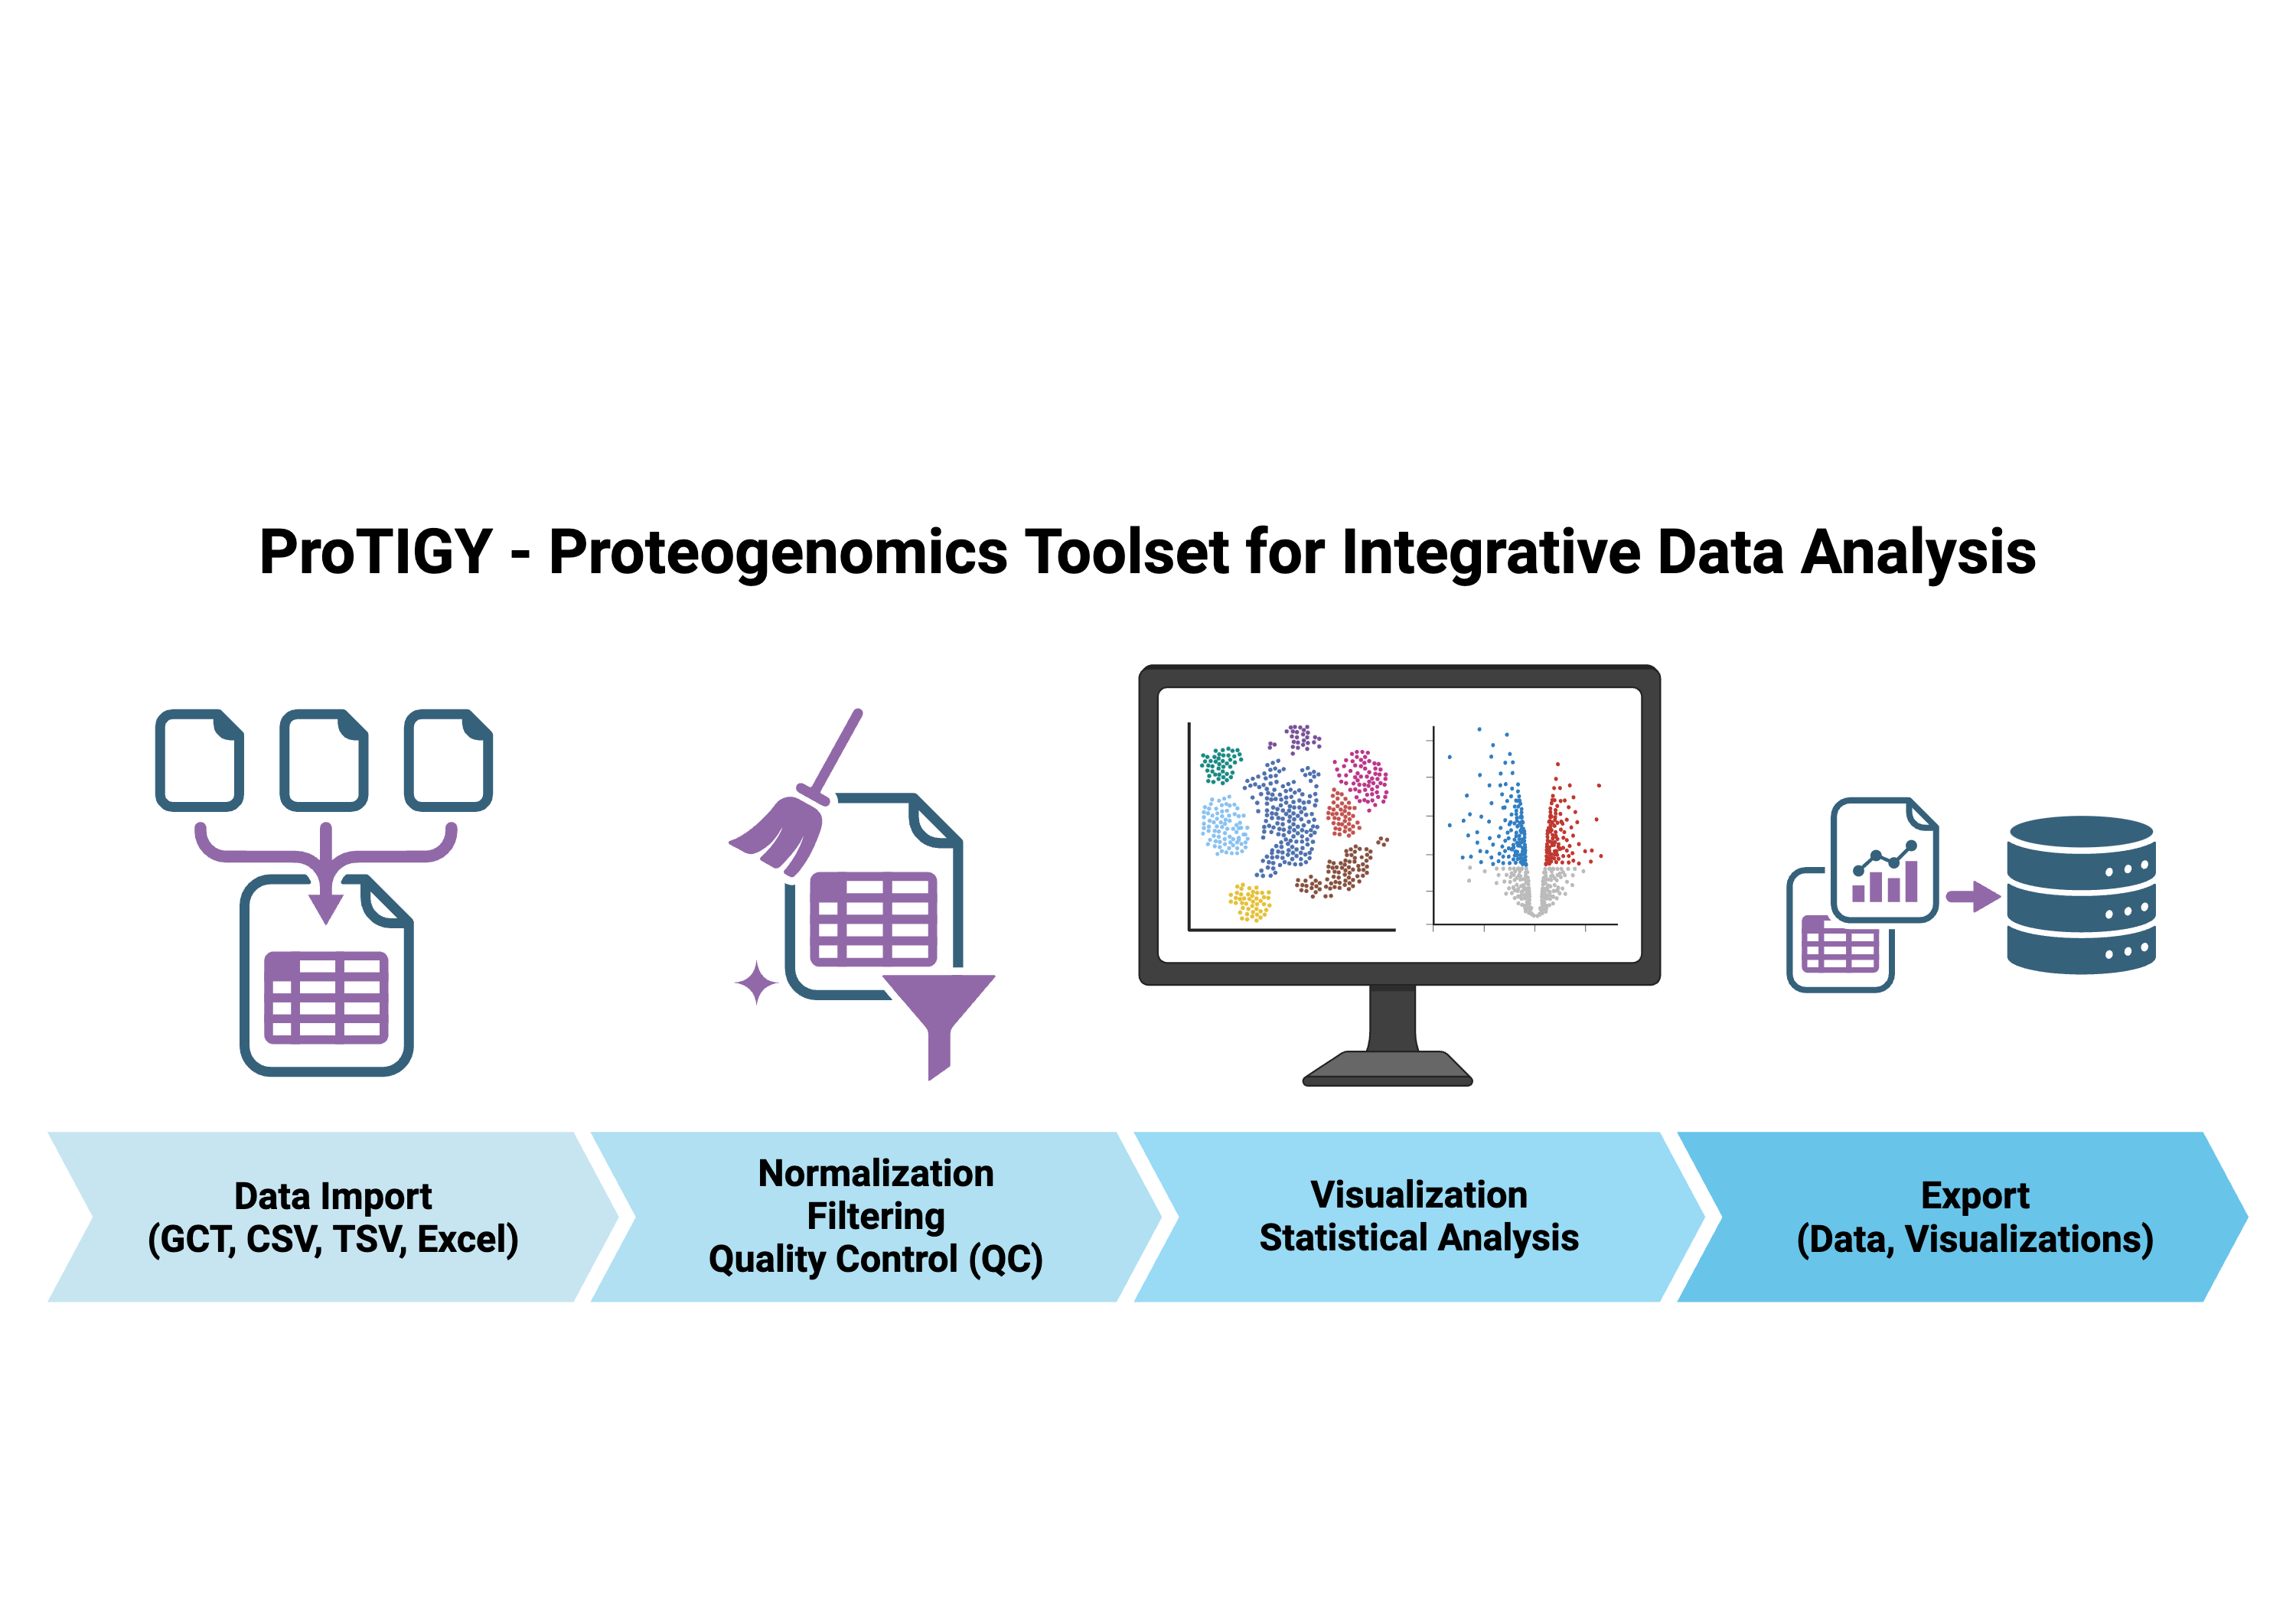 ProTIGY - Proteogenomics Toolset for Integrative Data Analysis
Data Import
(GCT, CSV, TSV, Excel)
Normalization
Filtering
Quality Control (QC)
Visualization
Statistical Analysis
Export
(Data, Visualizations)